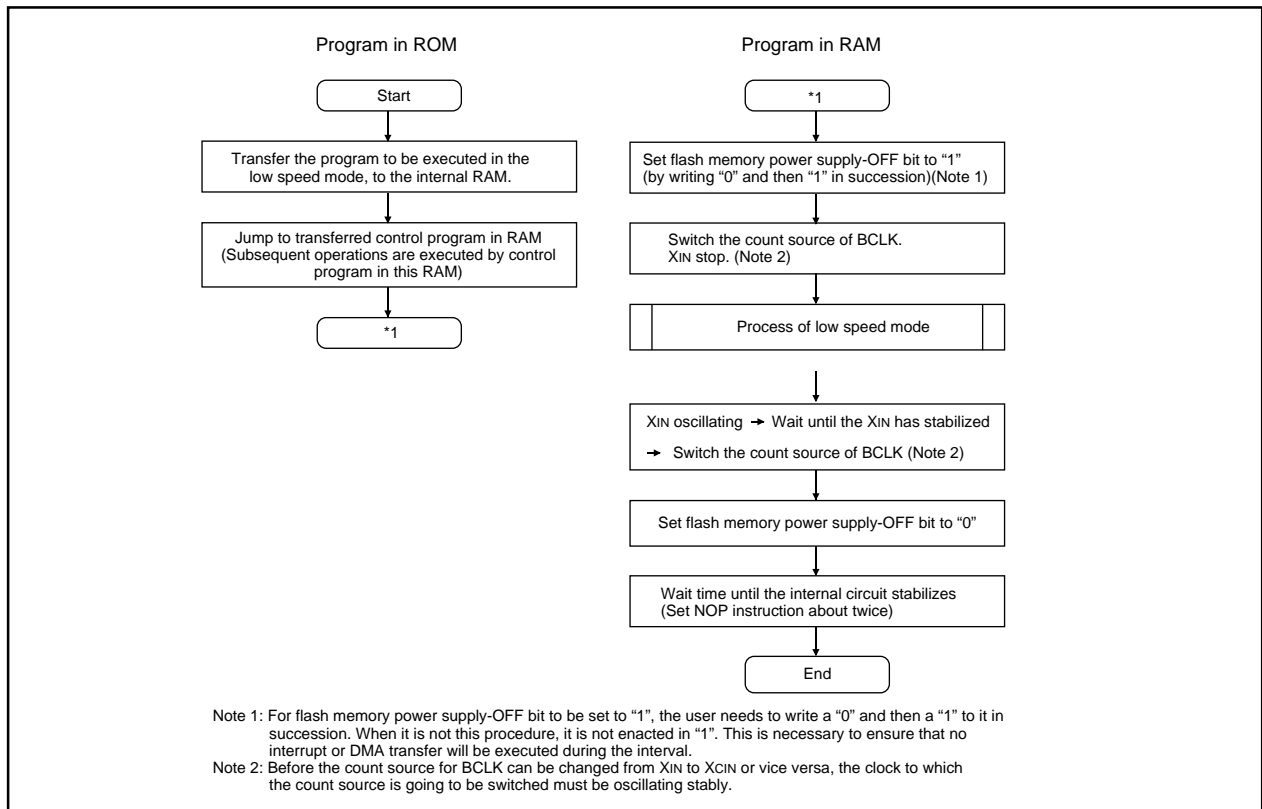 Program in ROM
Start
Transfer the program to be executed in the
low speed mode, to the internal RAM.
Jump to transferred control program in RAM
(Subsequent operations are executed by control
program in this RAM)
*1
Program in RAM
*1
Set flash memory power supply-OFF bit to “1”
(by writing “0” and then “1” in succession)(Note 1)
Switch the count source of BCLK.
XIN stop. (Note 2)
Process of low speed mode
XIN oscillating → Wait until the XIN has stabilized
→ Switch the count source of BCLK (Note 2)
Set flash memory power supply-OFF bit to “0”
Wait time until the internal circuit stabilizes
(Set NOP instruction about twice)
End
Note 1: For flash memory power supply-OFF bit to be set to “1”, the user needs to write a “0” and then a “1” to it in
succession. When it is not this procedure, it is not enacted in “1”. This is necessary to ensure that no
interrupt or DMA transfer will be executed during the interval.
Note 2: Before the count source for BCLK can be changed from XIN to XCIN or vice versa, the clock to which
the count source is going to be switched must be oscillating stably.